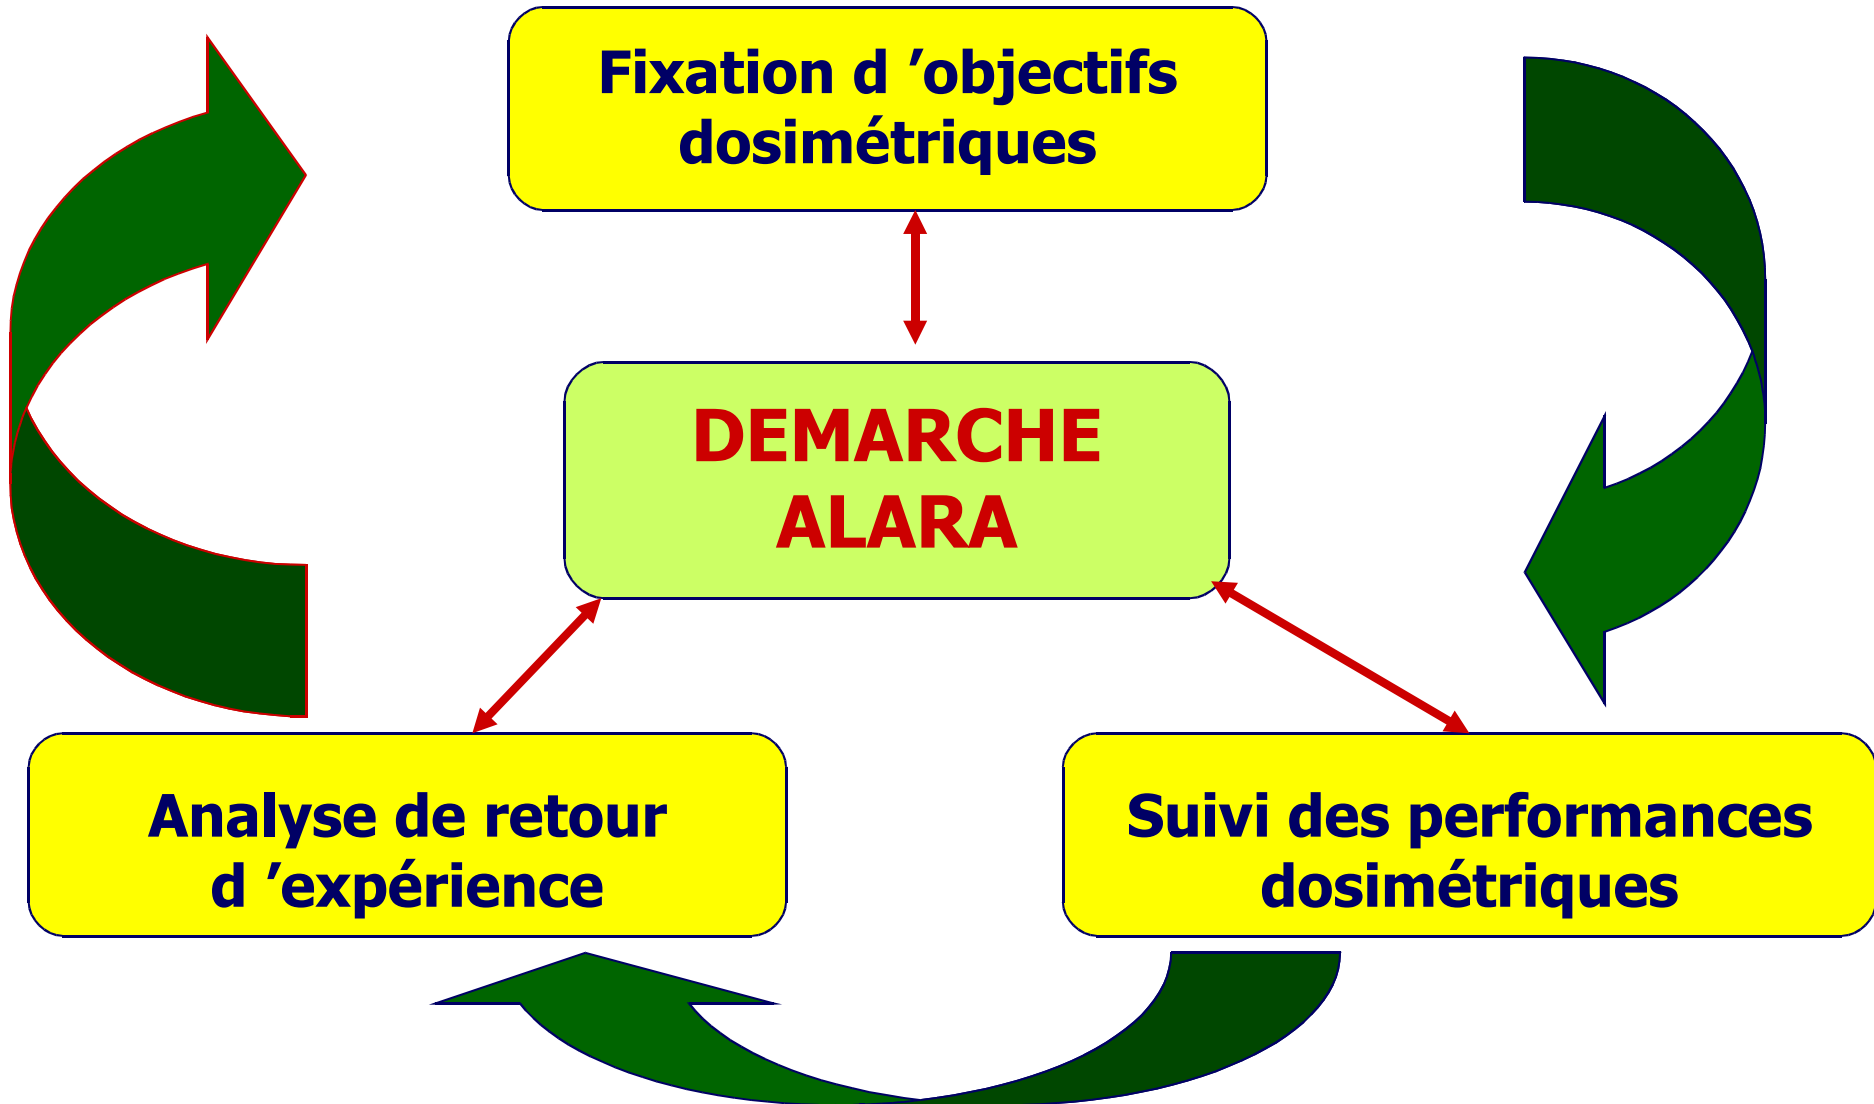 Fixation d ’objectifs
dosimétriques
DEMARCHE
ALARA
Analyse de retour
d ’expérience
Suivi des performances
dosimétriques